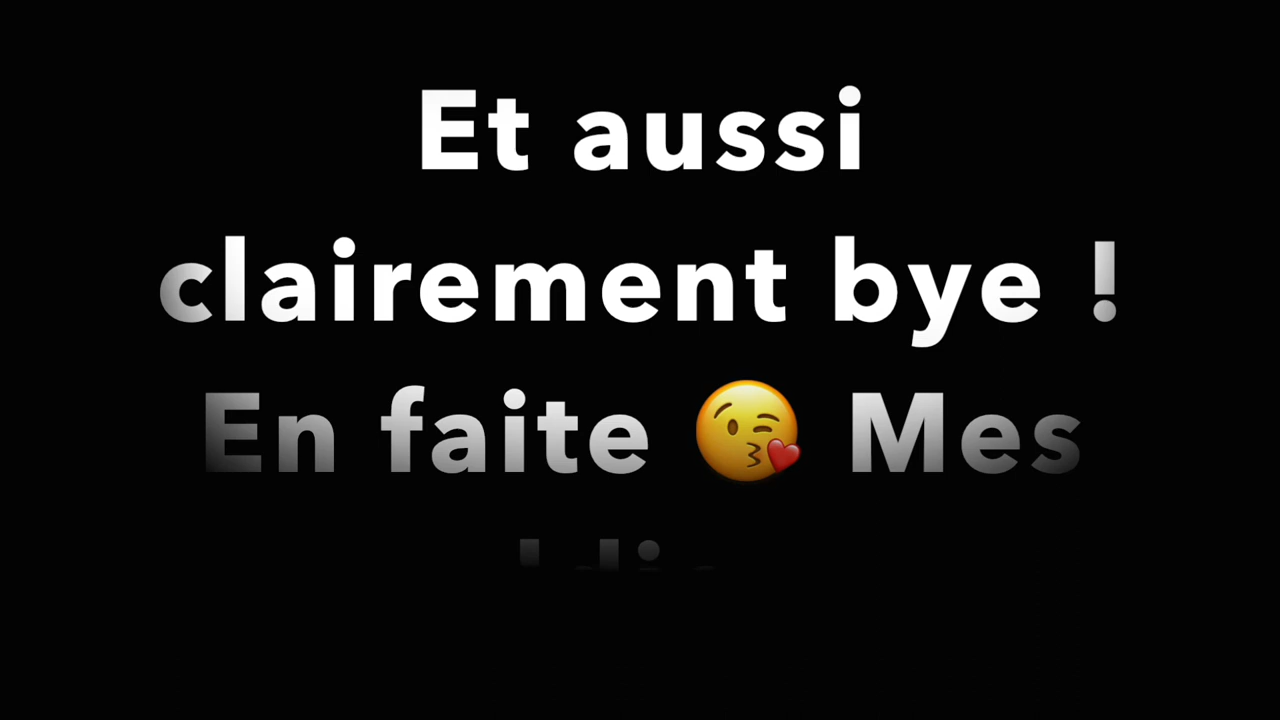 Et aussi
clairement bye !
En faite 😘 Mes